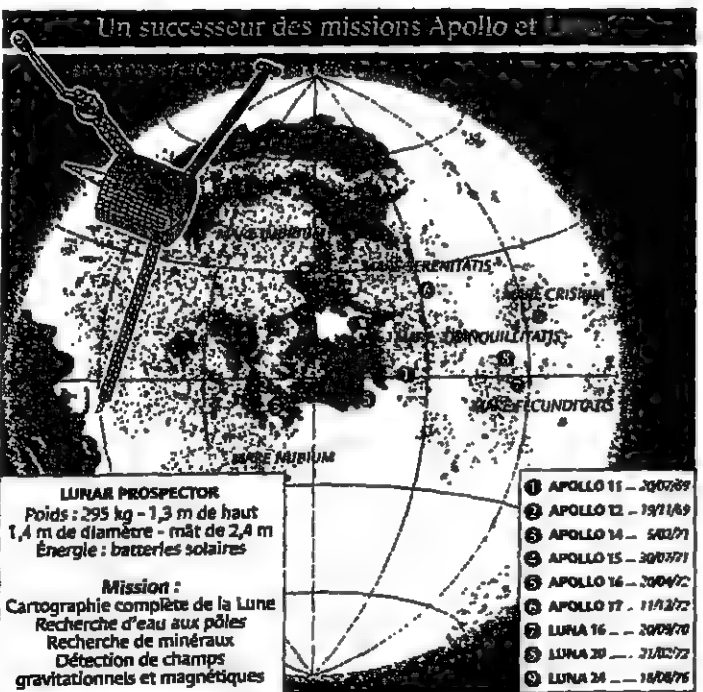 Un successeur des missions Apollo et
MARE IMBRIUM
MARE SERENITATIS
MARE CRISIUM
MARE TRANQUILLITATIS
MARE FECUNDITATIS
MARE NUBIUM
LUNAR PROSPECTOR
Poids : 295 kg - 1,3 m de haut
1,4 m de diamètre - mât de 2,4 m
Énergie : batteries solaires
Mission :
Cartographie complète de la Lune
Recherche d'eau aux pôles
Recherche de minéraux
Détection de champs
gravitationnels et magnétiques
1 APOLLO 11 - 20/07/69
2 APOLLO 12 - 19/11/69
3 APOLLO 14 - 5/02/71
4 APOLLO 15 - 30/07/71
5 APOLLO 16 - 20/04/72
6 APOLLO 17 - 11/12/72
7 LUNA 16 - 20/09/70
8 LUNA 20 - 21/02/72
9 LUNA 24 - 18/08/76